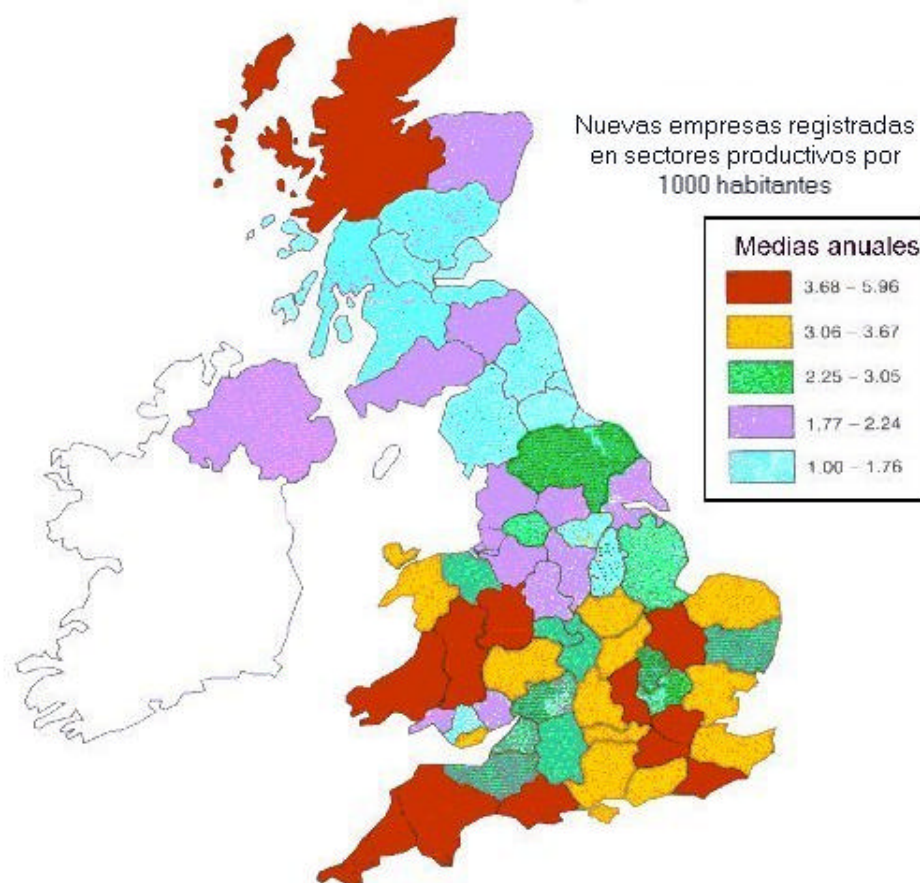 Nuevas empresas registradas
en sectores productivos por
1000 habitantes
Medias anuales
3.68 – 5.96
3.06 – 3.67
2.25 – 3.05
1.77 – 2.24
1.00 – 1.76